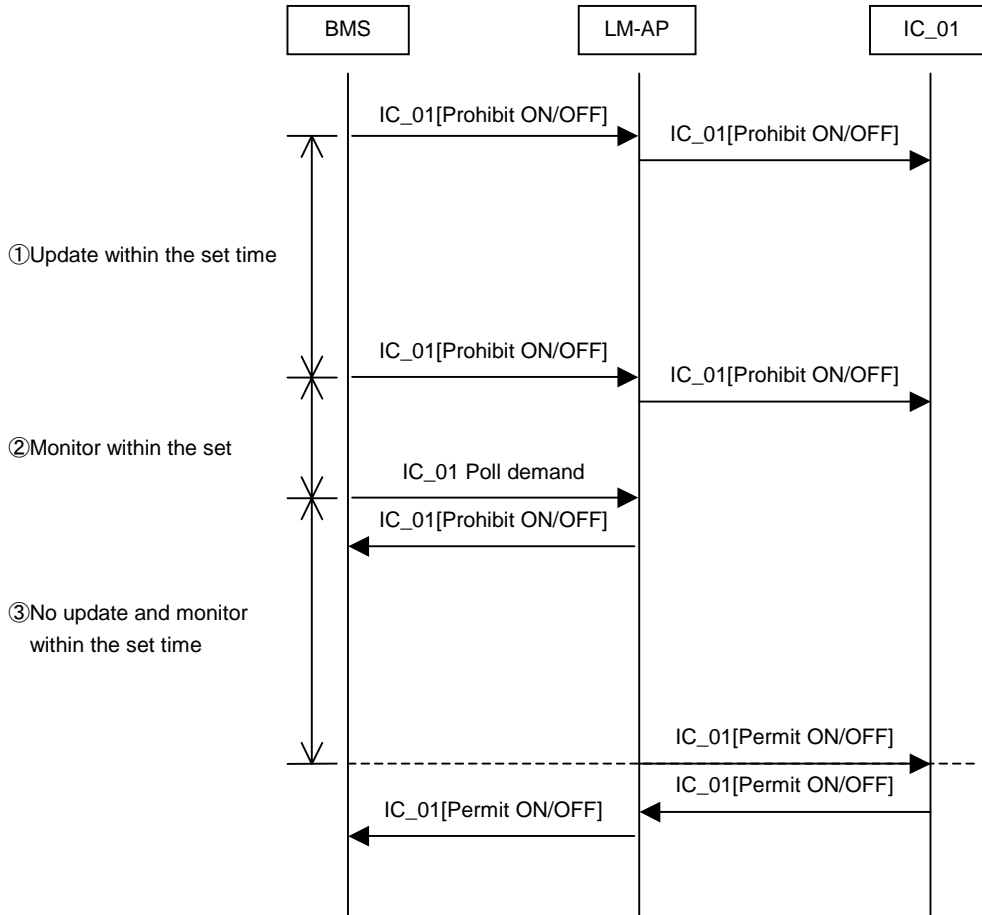 BMS
LM-AP
IC_01
IC_01[Prohibit ON/OFF]
IC_01[Prohibit ON/OFF]
①Update within the set time
IC_01[Prohibit ON/OFF]
IC_01[Prohibit ON/OFF]
②Monitor within the set
IC_01 Poll demand
IC_01[Prohibit ON/OFF]
③No update and monitor
within the set time
IC_01[Permit ON/OFF]
IC_01[Permit ON/OFF]
IC_01[Permit ON/OFF]